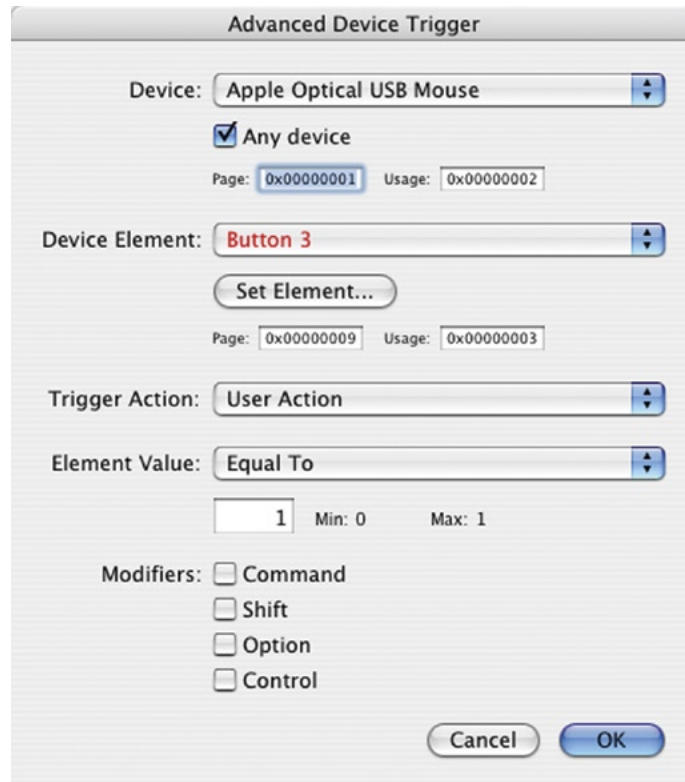 Advanced Device Trigger
Device: Apple Optical USB Mouse
Any device
Page: 0x00000001 Usage: 0x00000002
Device Element: Button 3
Set Element...
Page: 0x00000009 Usage: 0x00000003
Trigger Action: User Action
Element Value: Equal To
1 Min: 0 Max: 1
Modifiers: Command
Shift
Option
Control
Cancel OK